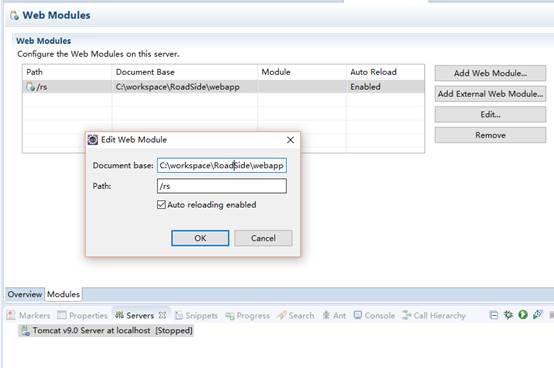 Web Modules
Web Modules
Configure the Web Modules on this server.
Path Document Base Module Auto Reload
/rs C:\workspace\RoadSide\webapp Enabled
Add Web Module...
Add External Web Module...
Edit...
Remove
Edit Web Module
Document base: C:\workspace\RoadSide\webapp
Path: /rs
Auto reloading enabled
OK Cancel
Overview Modules
Markers Properties Servers Snippets Progress Search Ant Console Call Hierarchy
Tomcat v9.0 Server at localhost [Stopped]